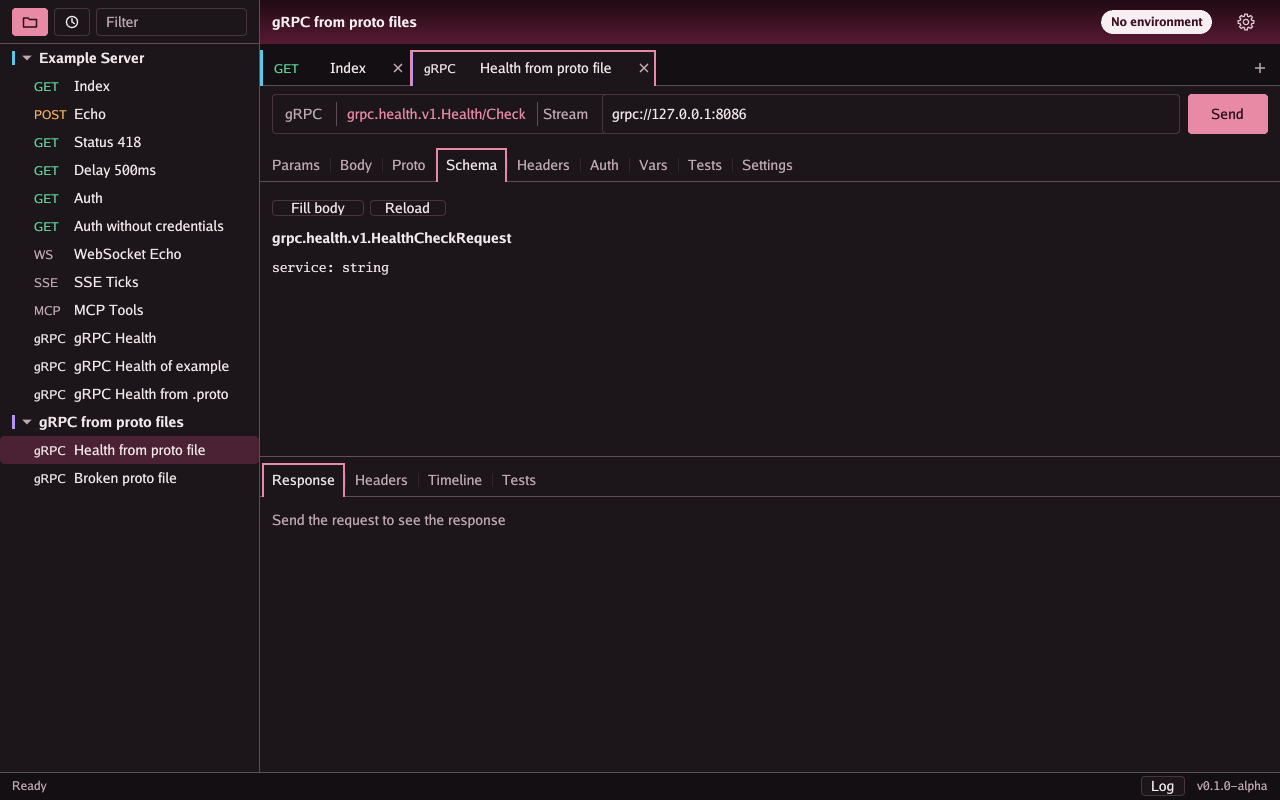 Filter
gRPC from proto files
No environment
Example Server
GET Index
POST Echo
GET Status 418
GET Delay 500ms
GET Auth
GET Auth without credentials
WS WebSocket Echo
SSE SSE Ticks
MCP MCP Tools
gRPC gRPC Health
gRPC gRPC Health of example
gRPC gRPC Health from .proto
gRPC from proto files
gRPC Health from proto file
gRPC Broken proto file
GET Index
gRPC Health from proto file
gRPC grpc.health.v1.Health/Check Stream grpc://127.0.0.1:8086 Send
Params Body Proto Schema Headers Auth Vars Tests Settings
Fill body Reload
grpc.health.v1.HealthCheckRequest
service: string
Response Headers Timeline Tests
Send the request to see the response
Ready Log v0.1.0-alpha